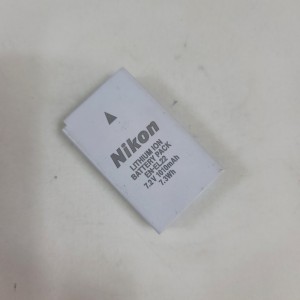 Nikon
LITHIUM ION
BATTERY PACK
EN-EL22
7.2V 1010mAh
7.3Wh